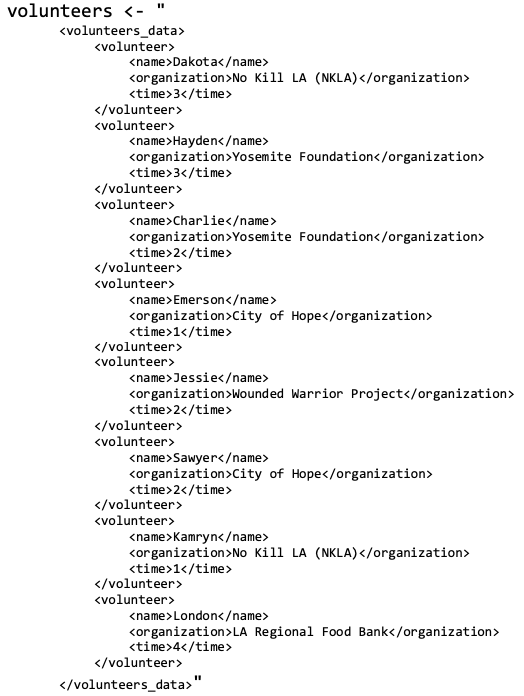 volunteers <- "
<volunteers_data>
<volunteer>
<name>Dakota</name>
<organization>No Kill LA (NKLA)</organization>
<time>3</time>
</volunteer>
<volunteer>
<name>Hayden</name>
<organization>Yosemite Foundation</organization>
<time>3</time>
</volunteer>
<volunteer>
<name>Charlie</name>
<organization>Yosemite Foundation</organization>
<time>2</time>
</volunteer>
<volunteer>
<name>Emerson</name>
<organization>City of Hope</organization>
<time>1</time>
</volunteer>
<volunteer>
<name>Jessie</name>
<organization>Wounded Warrior Project</organization>
<time>2</time>
</volunteer>
<volunteer>
<name>Sawyer</name>
<organization>City of Hope</organization>
<time>2</time>
</volunteer>
<volunteer>
<name>Kamryn</name>
<organization>No Kill LA (NKLA)</organization>
<time>1</time>
</volunteer>
<volunteer>
<name>London</name>
<organization>LA Regional Food Bank</organization>
<time>4</time>
</volunteer>
</volunteers_data>"